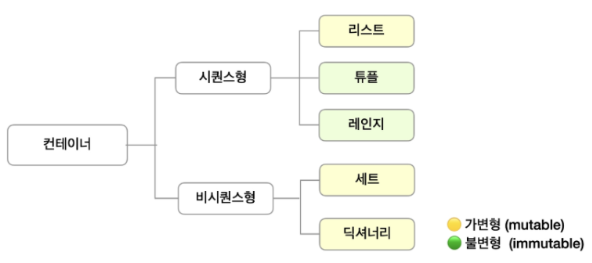 리스트
시퀀스형
튜플
레인지
컨테이너
세트
비시퀀스형
딕셔너리
가변형 (mutable)
불변형 (immutable)